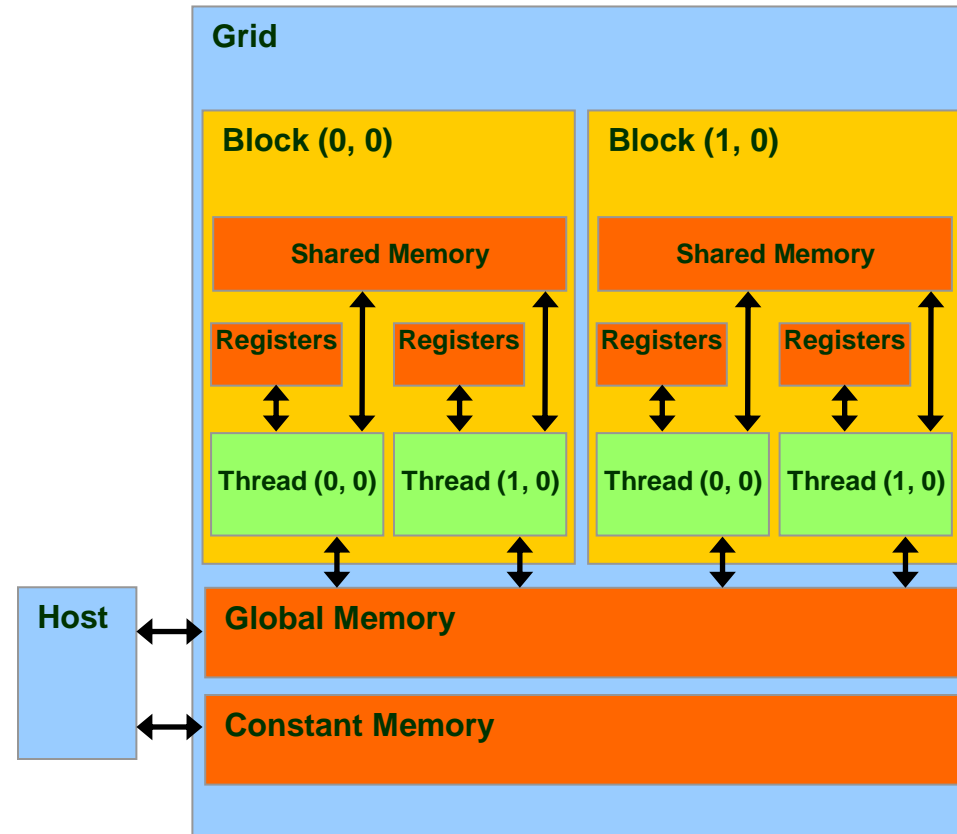 Grid
Block (0, 0)
Block (1, 0)
Shared Memory
Shared Memory
Registers
Registers
Registers
Registers
Thread (0, 0)
Thread (1, 0)
Thread (0, 0)
Thread (1, 0)
Host
Global Memory
Constant Memory